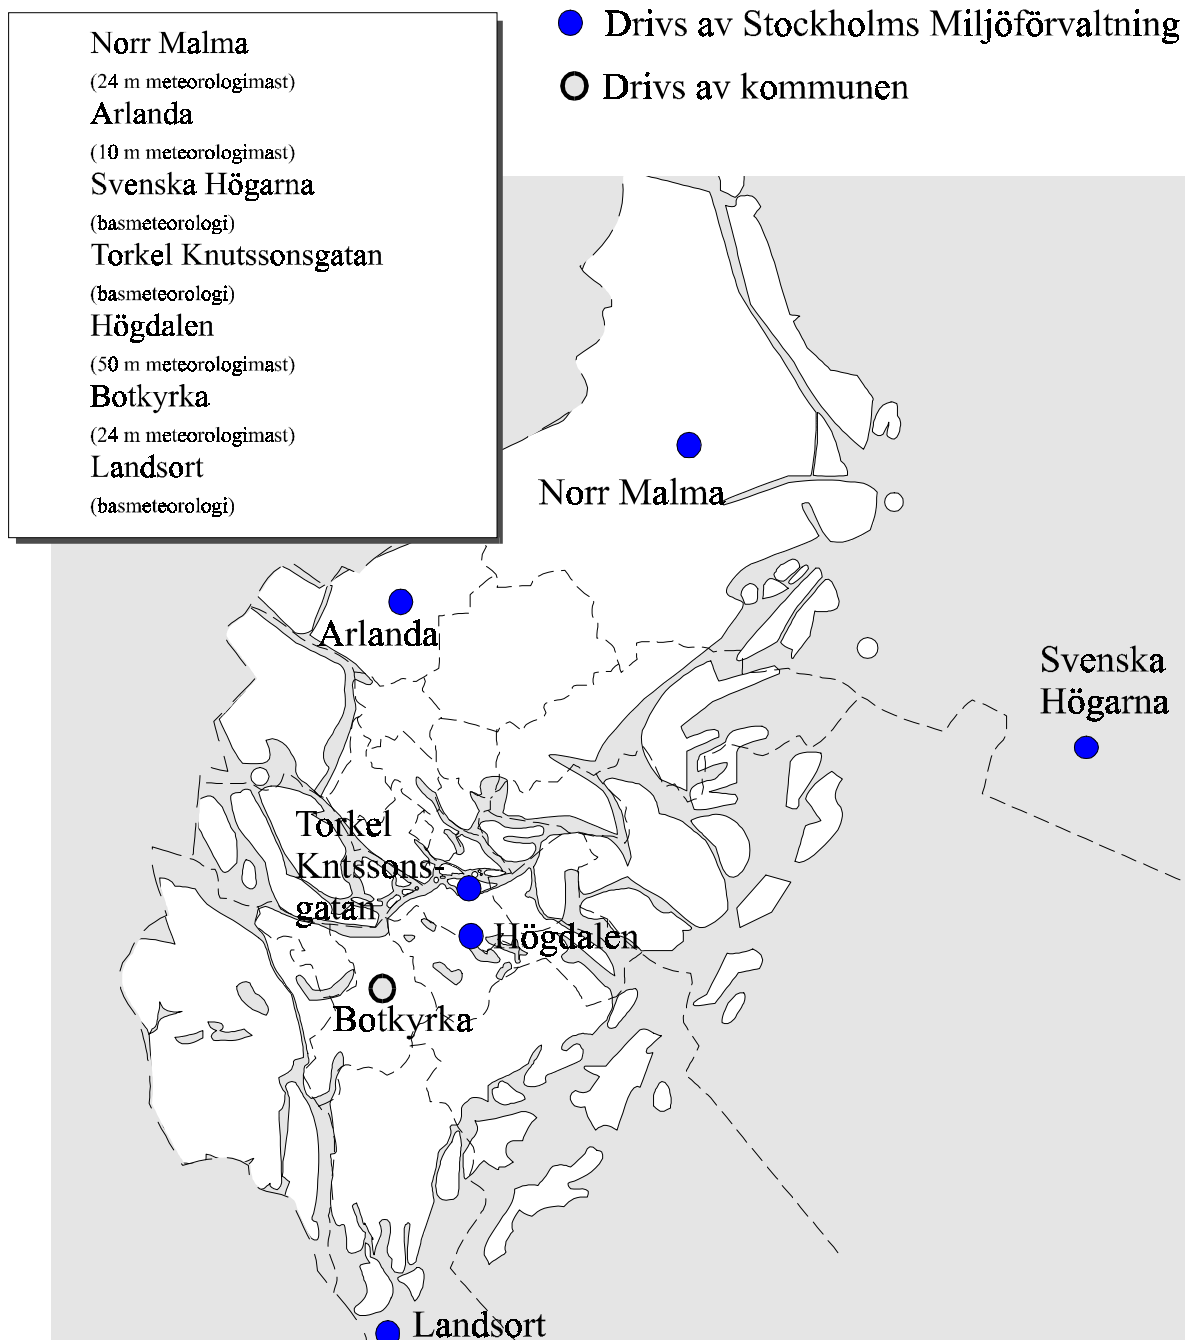 Norr Malma
(24 m meteorologimast)
Arlanda
(10 m meteorologimast)
Svenska Högarna
(basmeteorologi)
Torkel Knutssonsgatan
(basmeteorologi)
Högdalen
(50 m meteorologimast)
Botkyrka
(24 m meteorologimast)
Landsort
(basmeteorologi)
Drivs av Stockholms Miljöförvaltning
Drivs av kommunen
Norr Malma
Arlanda
Svenska
Högarna
Torkel
Kntssons-
gatan
Högdalen
Botkyrka
Landsort